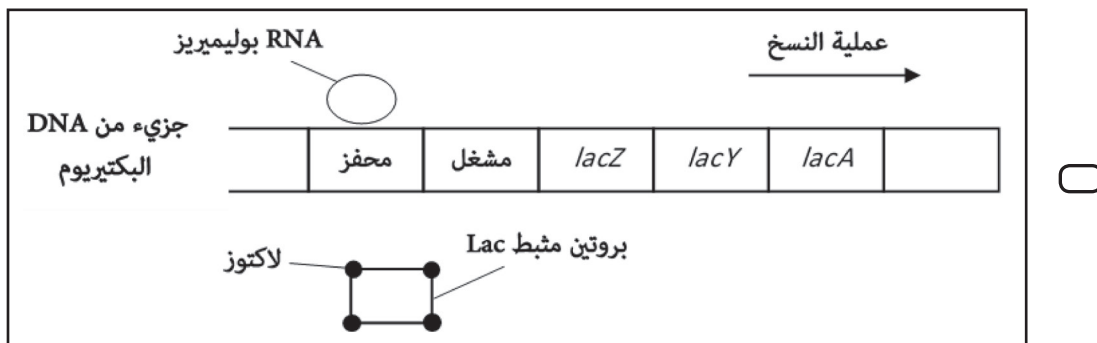 RNA بوليميريز
عملية النسخ
جزيء من DNA
البكتيريوم
محفز
مشغل
lacZ
lacY
lacA
لاكتوز
بروتين مثبط Lac